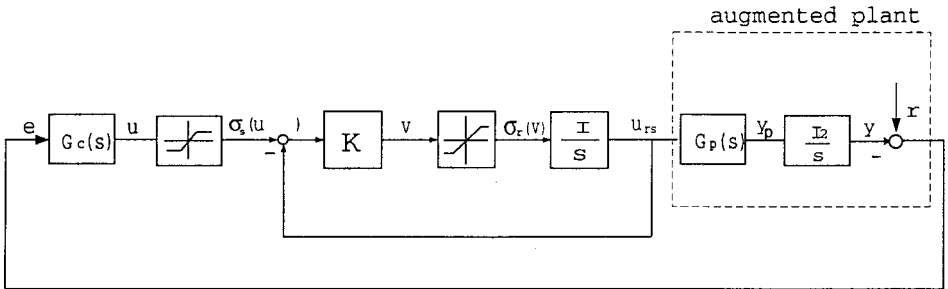 augmented plant
e
Gc(s)
u
σs(u)
-
K
V
σr(V)
I
s
urs
Gp(s)
yp
I2
s
y
-
r